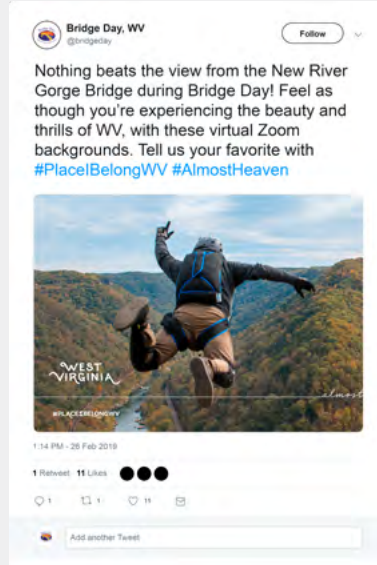 Bridge Day, WV
@bridgeday
Follow
Nothing beats the view from the New River
Gorge Bridge during Bridge Day! Feel as
though you're experiencing the beauty and
thrills of WV, with these virtual Zoom
backgrounds. Tell us your favorite with
#PlaceIBelongWV #AlmostHeaven
WEST
VIRGINIA
almost
#PLACEIBELONGWV
1:14 PM - 26 Feb 2019
1 Retweet 11 Likes
1 1 11
Add another Tweet